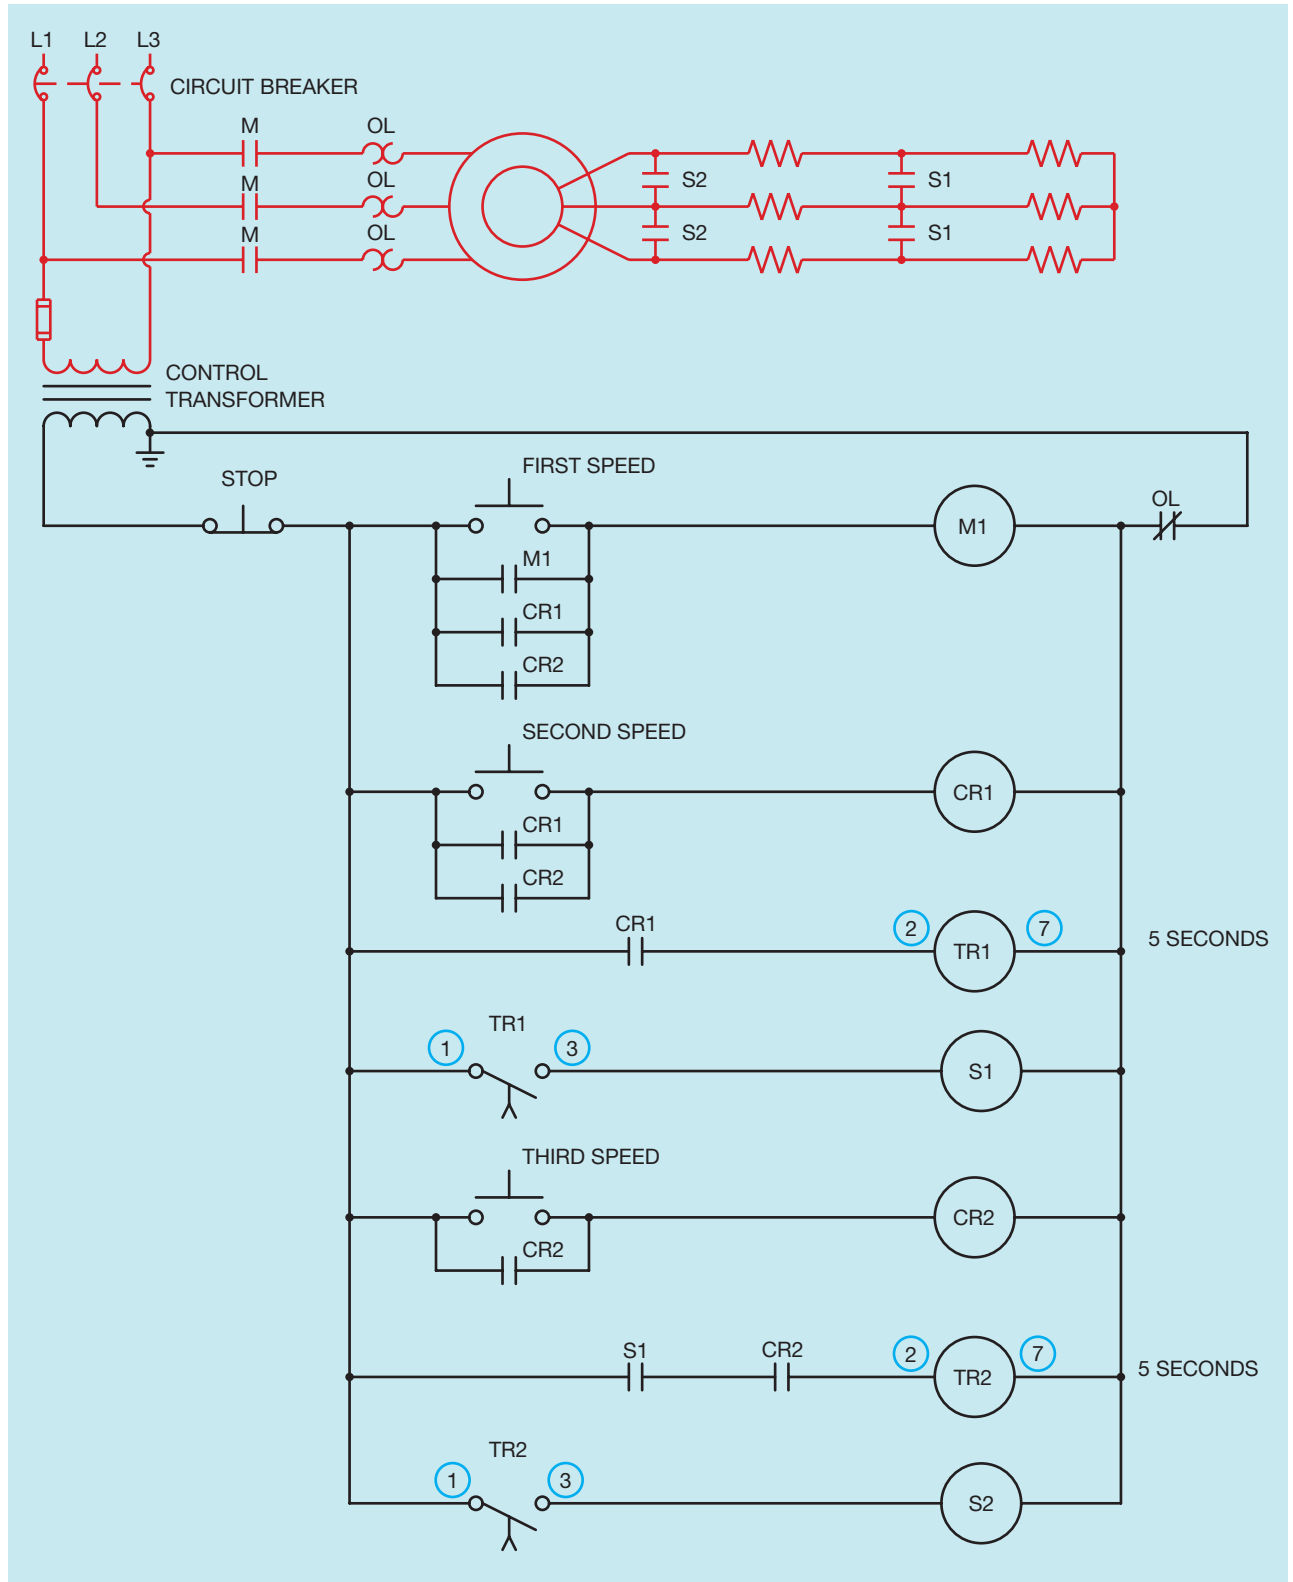 L1 L2 L3
CIRCUIT BREAKER
M OL
M OL S2 S1
M OL S2 S1
CONTROL
TRANSFORMER
FIRST SPEED
STOP
OL
M1
M1
CR1
CR2
SECOND SPEED
CR1
CR1
CR2
CR1 2 7
TR1 5 SECONDS
TR1
1 3
S1
THIRD SPEED
CR2
CR2
S1 CR2 2 7
TR2 5 SECONDS
TR2
1 3
S2